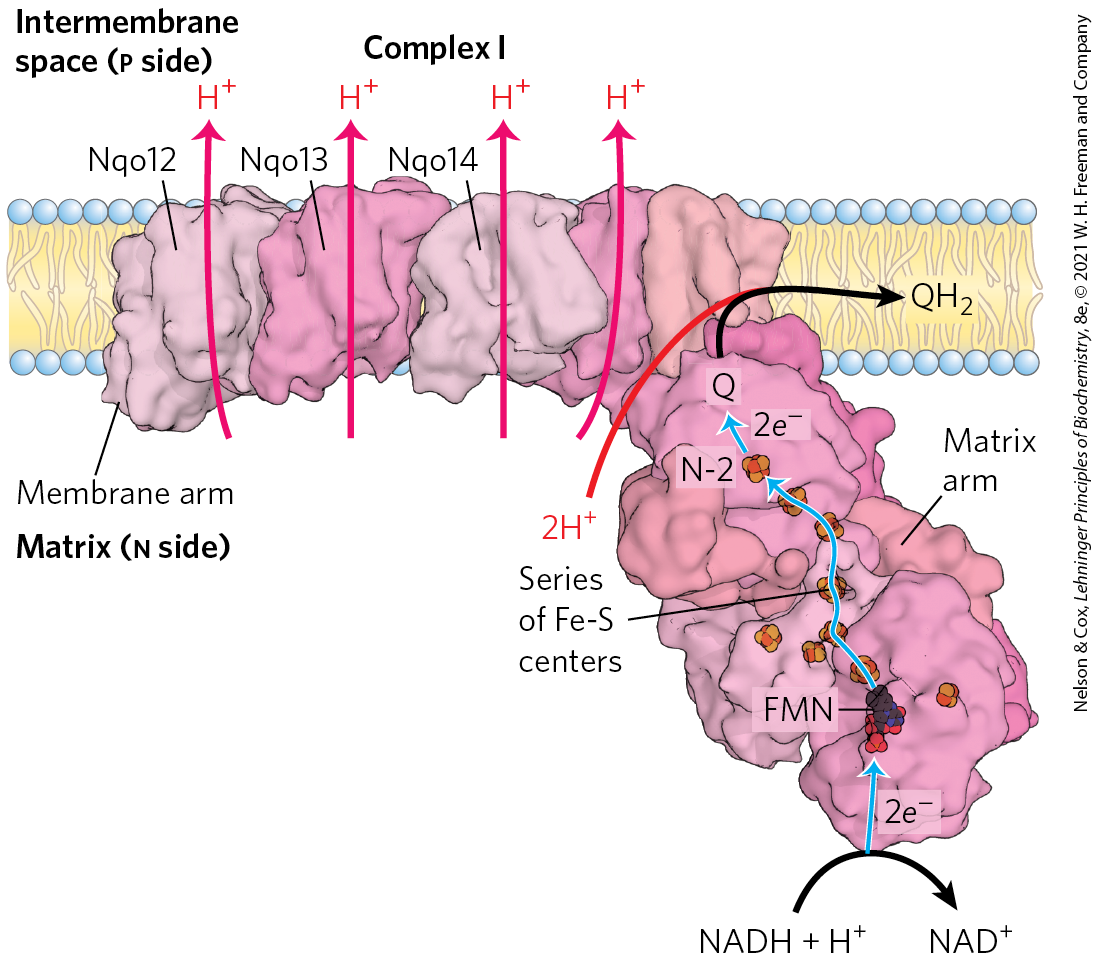 Intermembrane
space (P side)
Complex I
H⁺
H⁺
H⁺
H⁺
Nqo12
Nqo13
Nqo14
QH₂
Q
2e⁻
N-2
Matrix
arm
Membrane arm
Matrix (N side)
2H⁺
Series
of Fe-S
centers
FMN
2e⁻
NADH + H⁺
NAD⁺
Nelson & Cox, Lehninger Principles of Biochemistry, 8e, © 2021 W. H. Freeman and Company